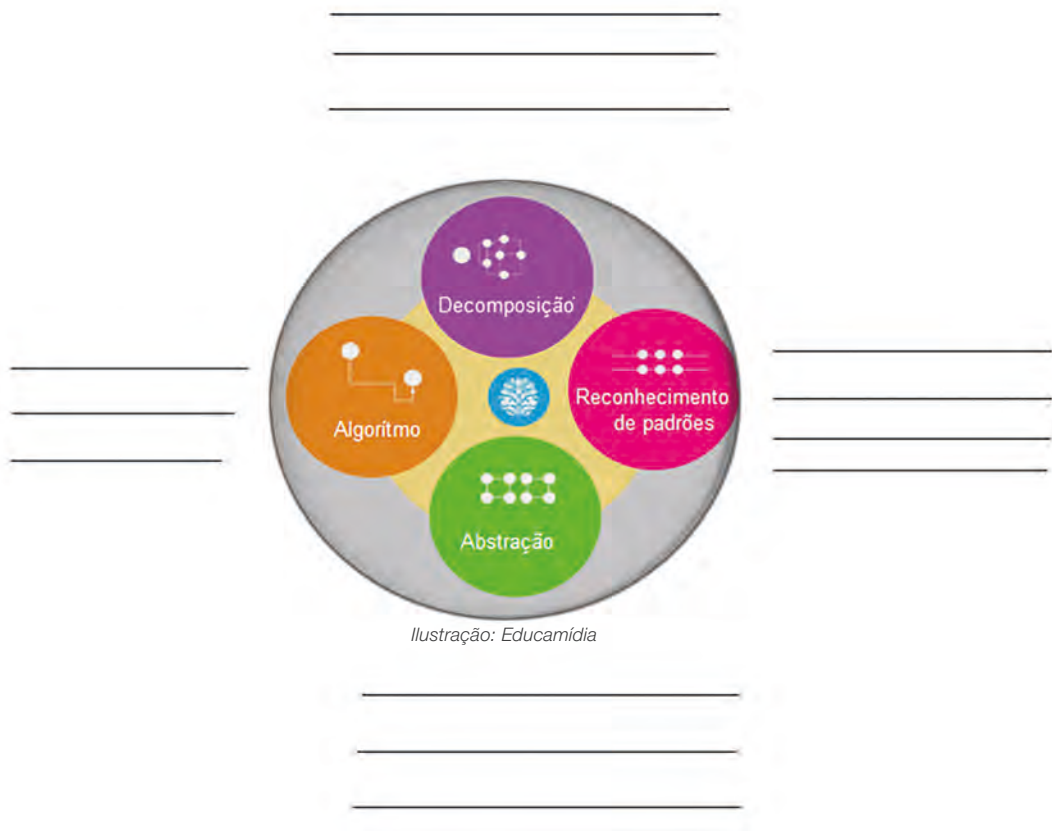 Decomposição
Reconhecimento
de padrões
Algorítmo
Abstração
Ilustração: Educamídia